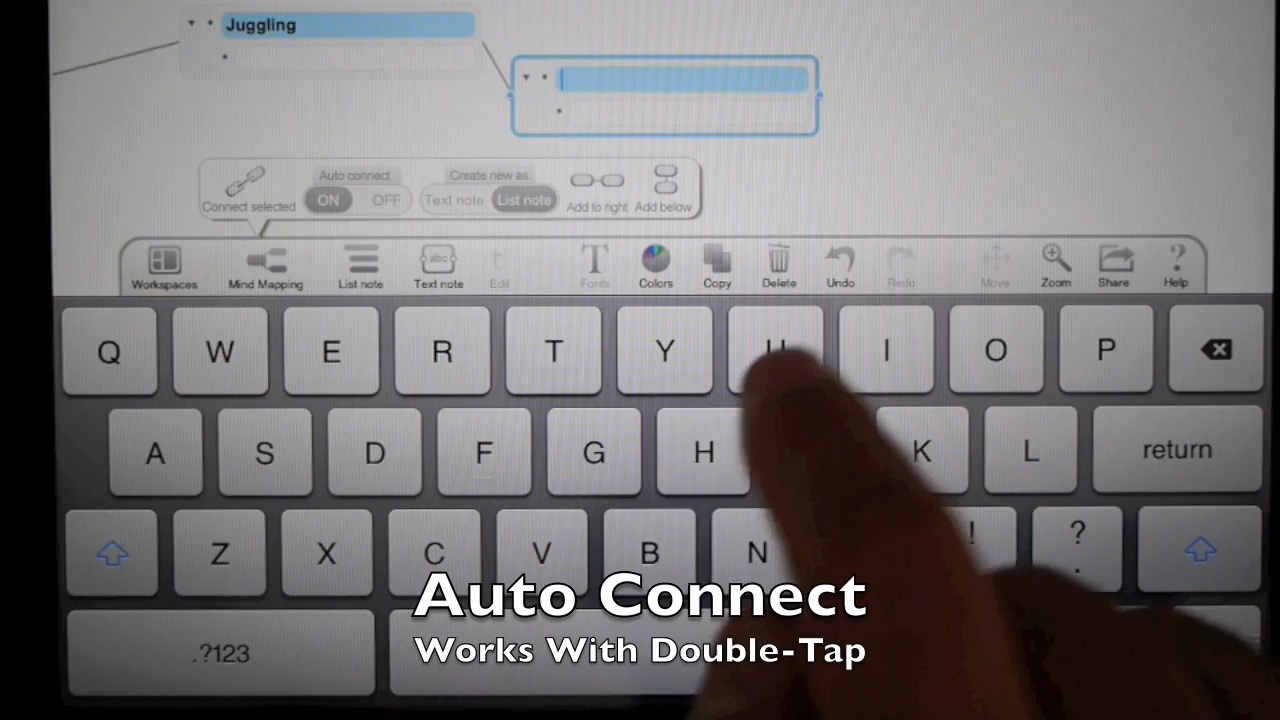 Juggling
Auto connect
Create new as:
Connect selected
ON
OFF
Text note
List note
Add to right
Add below
abc
T
Workspaces
Mind Mapping
List note
Text note
Edit
Fonts
Colors
Copy
Delete
Undo
Redo
Move
Zoom
Share
?
Help
Q W E R T Y U I O P
A S D F G H K L return
Z X C V B N ! ? .
.?123
Auto Connect
Works With Double-Tap